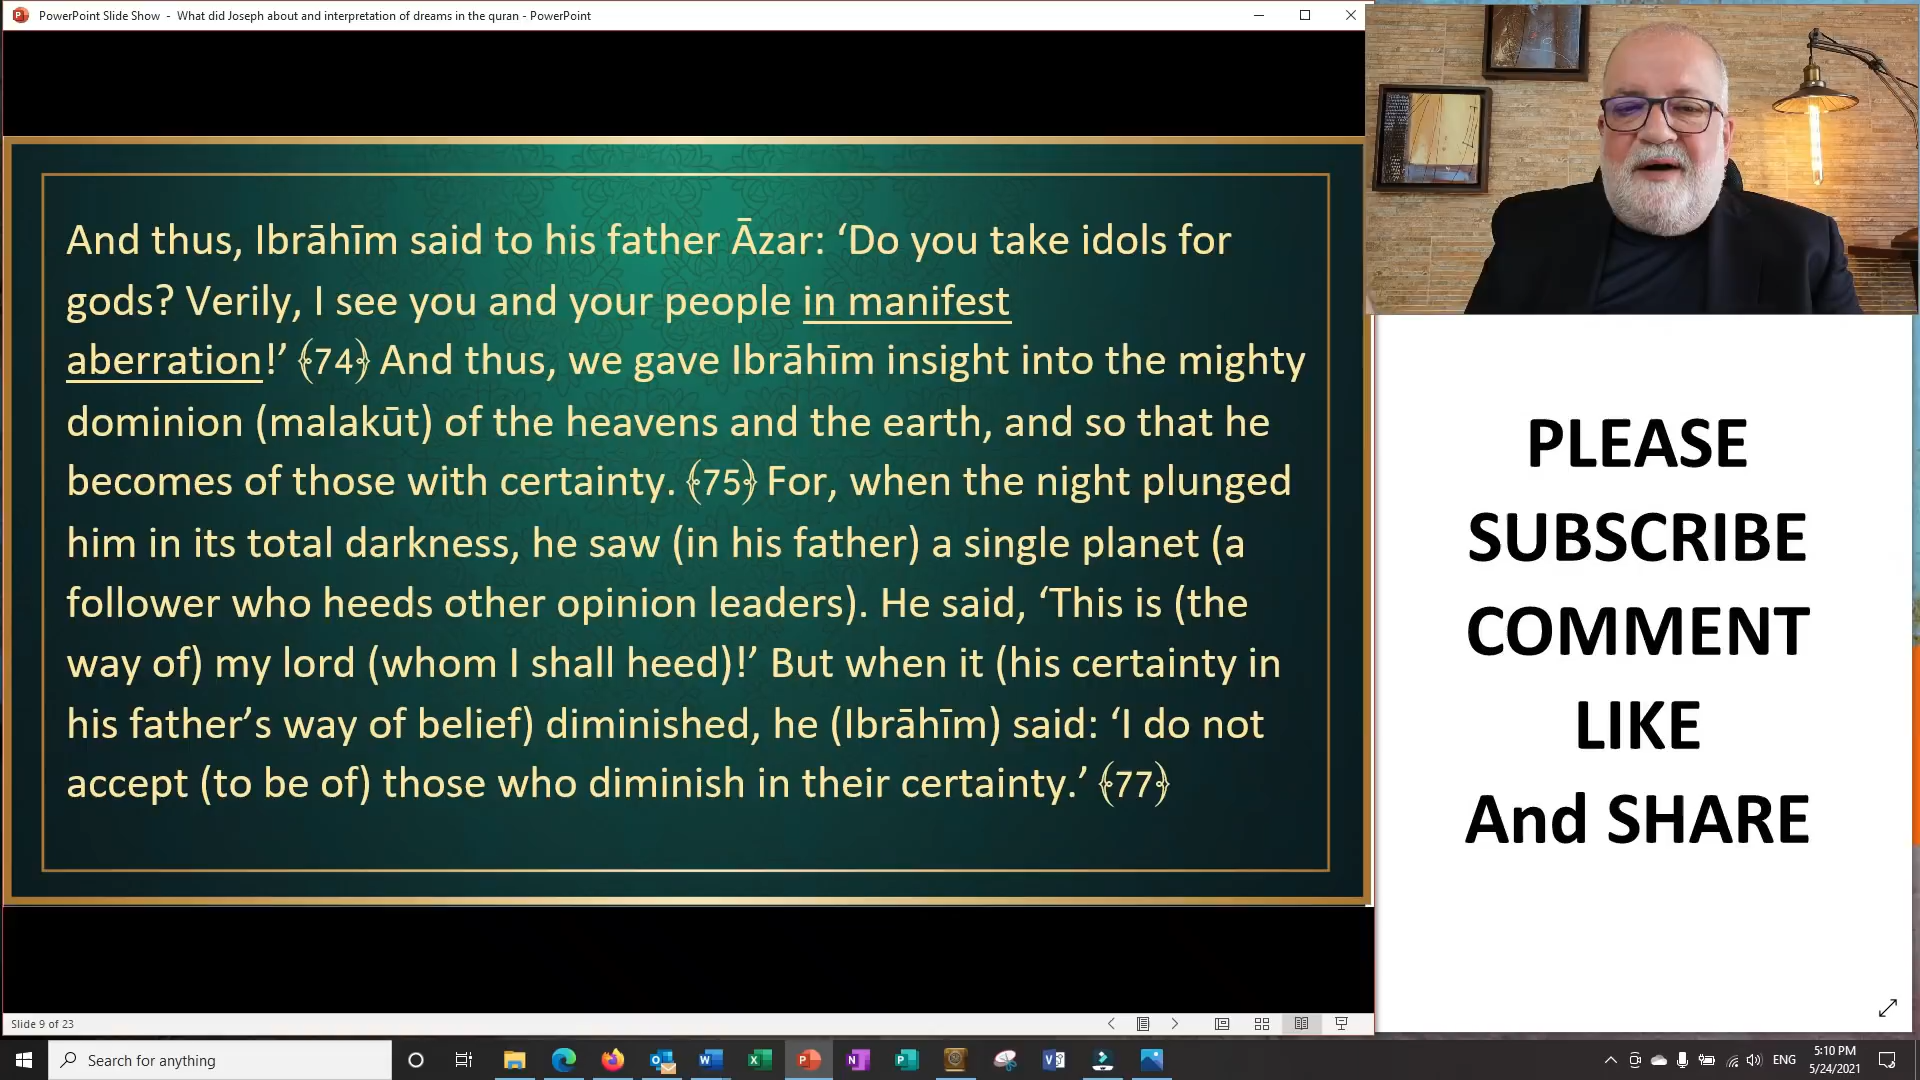 PowerPoint Slide Show - What did Joseph about and interpretation of dreams in the quran - PowerPoint
And thus, Ibrāhīm said to his father Āzar: ‘Do you take idols for
gods? Verily, I see you and your people in manifest
aberration!’ ﴾74﴿ And thus, we gave Ibrāhīm insight into the mighty
dominion (malakūt) of the heavens and the earth, and so that he
becomes of those with certainty. ﴾75﴿ For, when the night plunged
him in its total darkness, he saw (in his father) a single planet (a
follower who heeds other opinion leaders). He said, ‘This is (the
way of) my lord (whom I shall heed)!’ But when it (his certainty in
his father’s way of belief) diminished, he (Ibrāhīm) said: ‘I do not
accept (to be of) those who diminish in their certainty.’ ﴾77﴿
PLEASE
SUBSCRIBE
COMMENT
LIKE
And SHARE
Slide 9 of 23
Search for anything
ENG
5:10 PM
5/24/2021